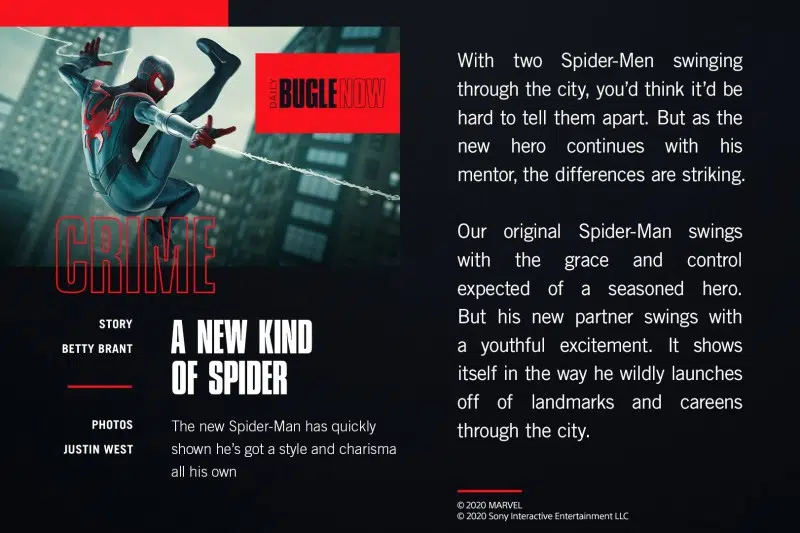 DAILY BUGLE NOW
CRIME
STORY
BETTY BRANT
PHOTOS
JUSTIN WEST
A NEW KIND
OF SPIDER
The new Spider-Man has quickly
shown he's got a style and charisma
all his own
With two Spider-Men swinging
through the city, you'd think it'd be
hard to tell them apart. But as the
new hero continues with his
mentor, the differences are striking.
Our original Spider-Man swings
with the grace and control
expected of a seasoned hero.
But his new partner swings with
a youthful excitement. It shows
itself in the way he wildly launches
off of landmarks and careens
through the city.
© 2020 MARVEL
© 2020 Sony Interactive Entertainment LLC